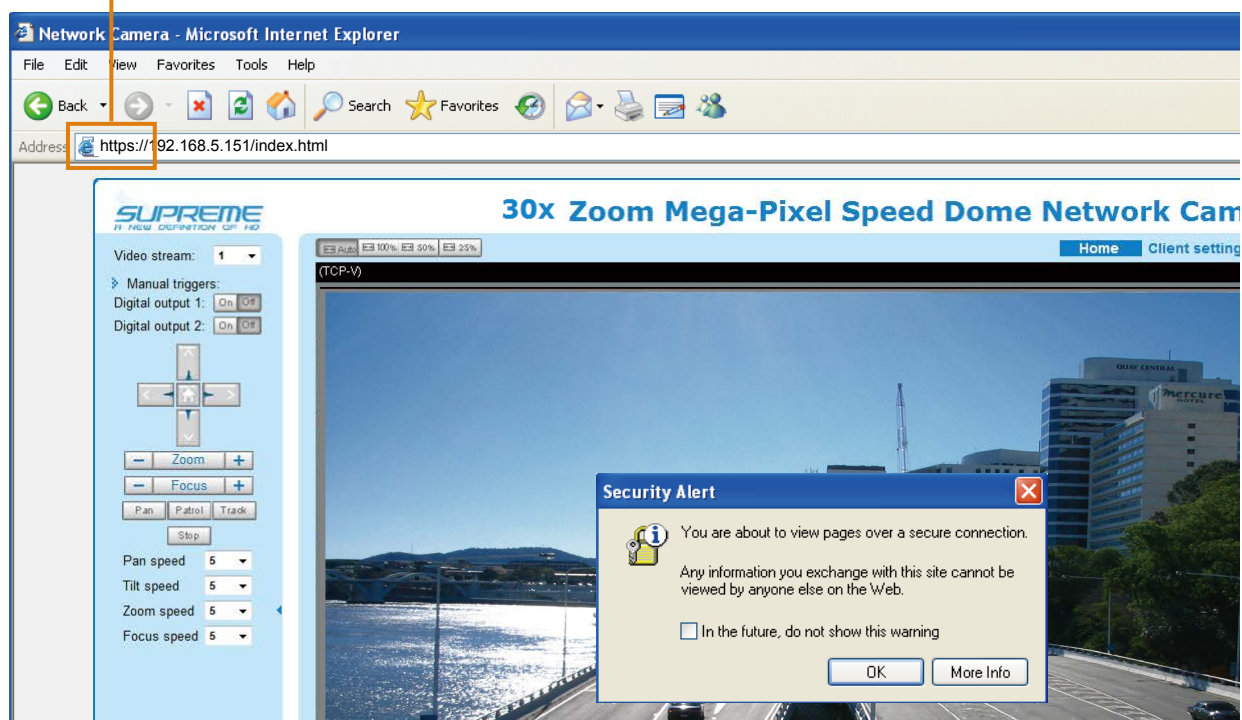 Network Camera - Microsoft Internet Explorer
File Edit View Favorites Tools Help
Back Search Favorites
Address https://192.168.5.151/index.html
SUPREME
A NEW DEFINITION OF HD
30x Zoom Mega-Pixel Speed Dome Network Cam
Auto 100% 50% 25%
Home Client setting
(TCP-V)
Video stream: 1
Manual triggers:
Digital output 1: On Off
Digital output 2: On Off
Zoom
Focus
Pan Patrol Track
Stop
Pan speed 5
Tilt speed 5
Zoom speed 5
Focus speed 5
QUAY CENTRAL
mercure
HOTEL
Security Alert
You are about to view pages over a secure connection.
Any information you exchange with this site cannot be
viewed by anyone else on the Web.
In the future, do not show this warning
OK More Info